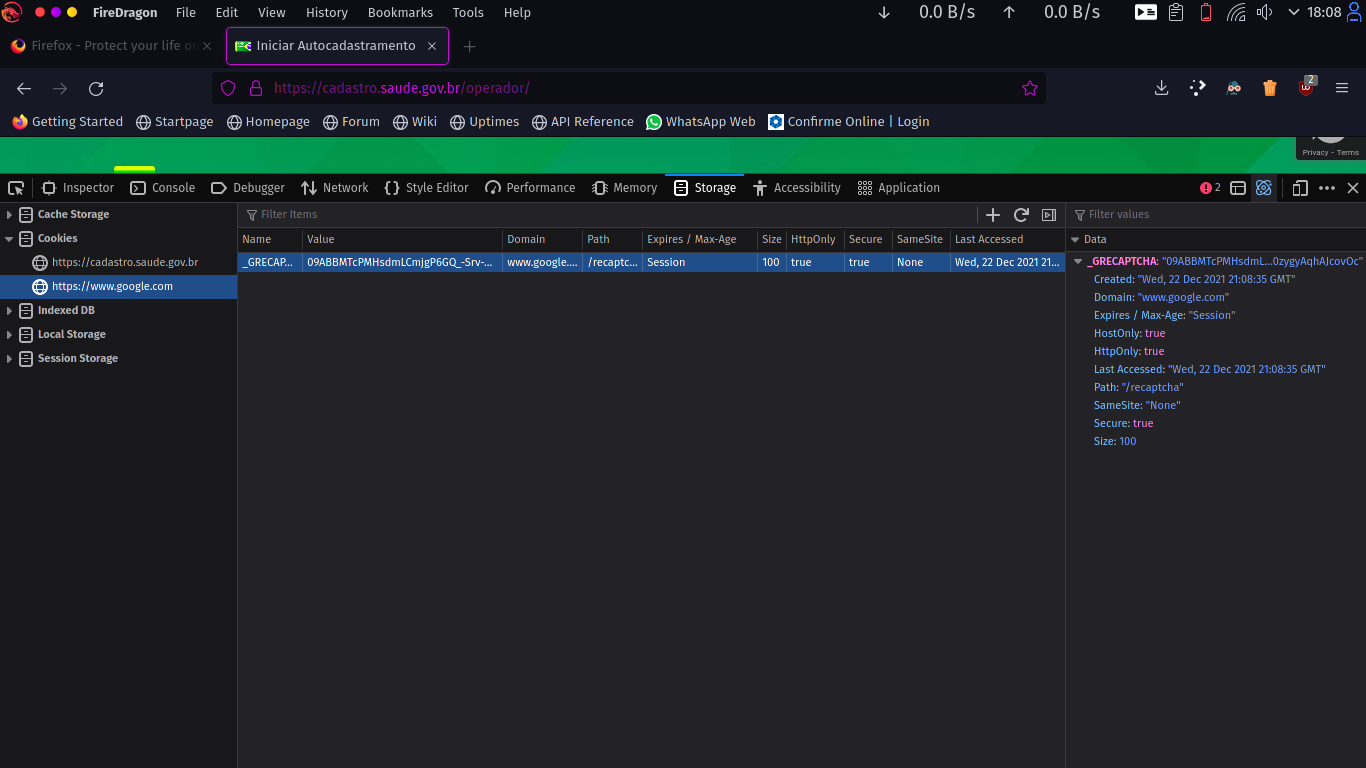 FireDragon File Edit View History Bookmarks Tools Help 0.0 B/s 0.0 B/s 18:08
Firefox - Protect your life on Iniciar Autocadastramento
https://cadastro.saude.gov.br/operador/ 2
Getting Started Startpage Homepage Forum Wiki Uptimes API Reference WhatsApp Web Confirme Online | Login
Privacy - Terms
Inspector Console Debugger Network Style Editor Performance Memory Storage Accessibility Application 2
Cache Storage
Cookies
https://cadastro.saude.gov.br
https://www.google.com
Indexed DB
Local Storage
Session Storage
Filter Items
Name Value Domain Path Expires / Max-Age Size HttpOnly Secure SameSite Last Accessed
_GRECAP... 09ABBMTcPMHsdmLCmjgP6GQ_-Srv-... www.google.... /recaptc... Session 100 true true None Wed, 22 Dec 2021 21...
Filter values
Data
_GRECAPTCHA: "09ABBMTcPMHsdmL...0zygyAqhAJcovOc"
Created: "Wed, 22 Dec 2021 21:08:35 GMT"
Domain: "www.google.com"
Expires / Max-Age: "Session"
HostOnly: true
HttpOnly: true
Last Accessed: "Wed, 22 Dec 2021 21:08:35 GMT"
Path: "/recaptcha"
SameSite: "None"
Secure: true
Size: 100